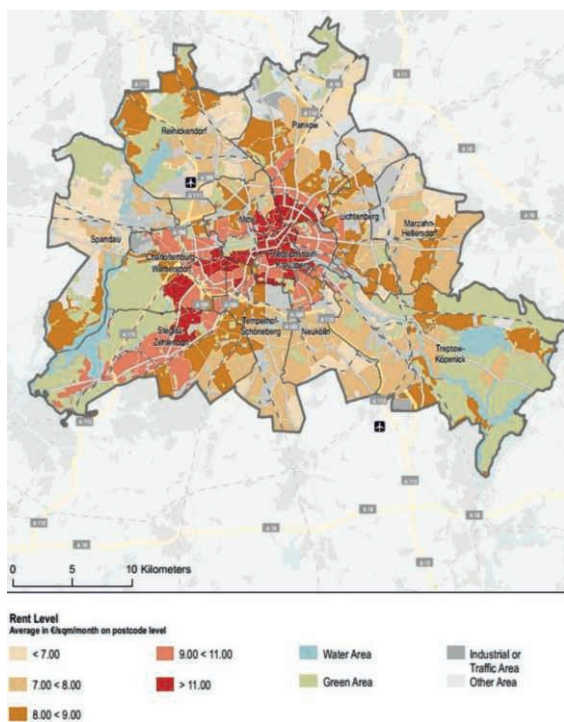 Reinickendorf
Pankow
Mitte
Lichtenberg
Marzahn-
Hellersdorf
Spandau
Charlottenburg
Wilmersdorf
Friedrichshain-
Kreuzberg
Steglitz-
Zehlendorf
Tempelhof-
Schöneberg
Neukölln
Treptow-
Köpenick
0 5 10 Kilometers
Rent Level
Average in €/sqm/month on postcode level
< 7.00
7.00 < 8.00
8.00 < 9.00
9.00 < 11.00
> 11.00
Water Area
Green Area
Industrial or
Traffic Area
Other Area